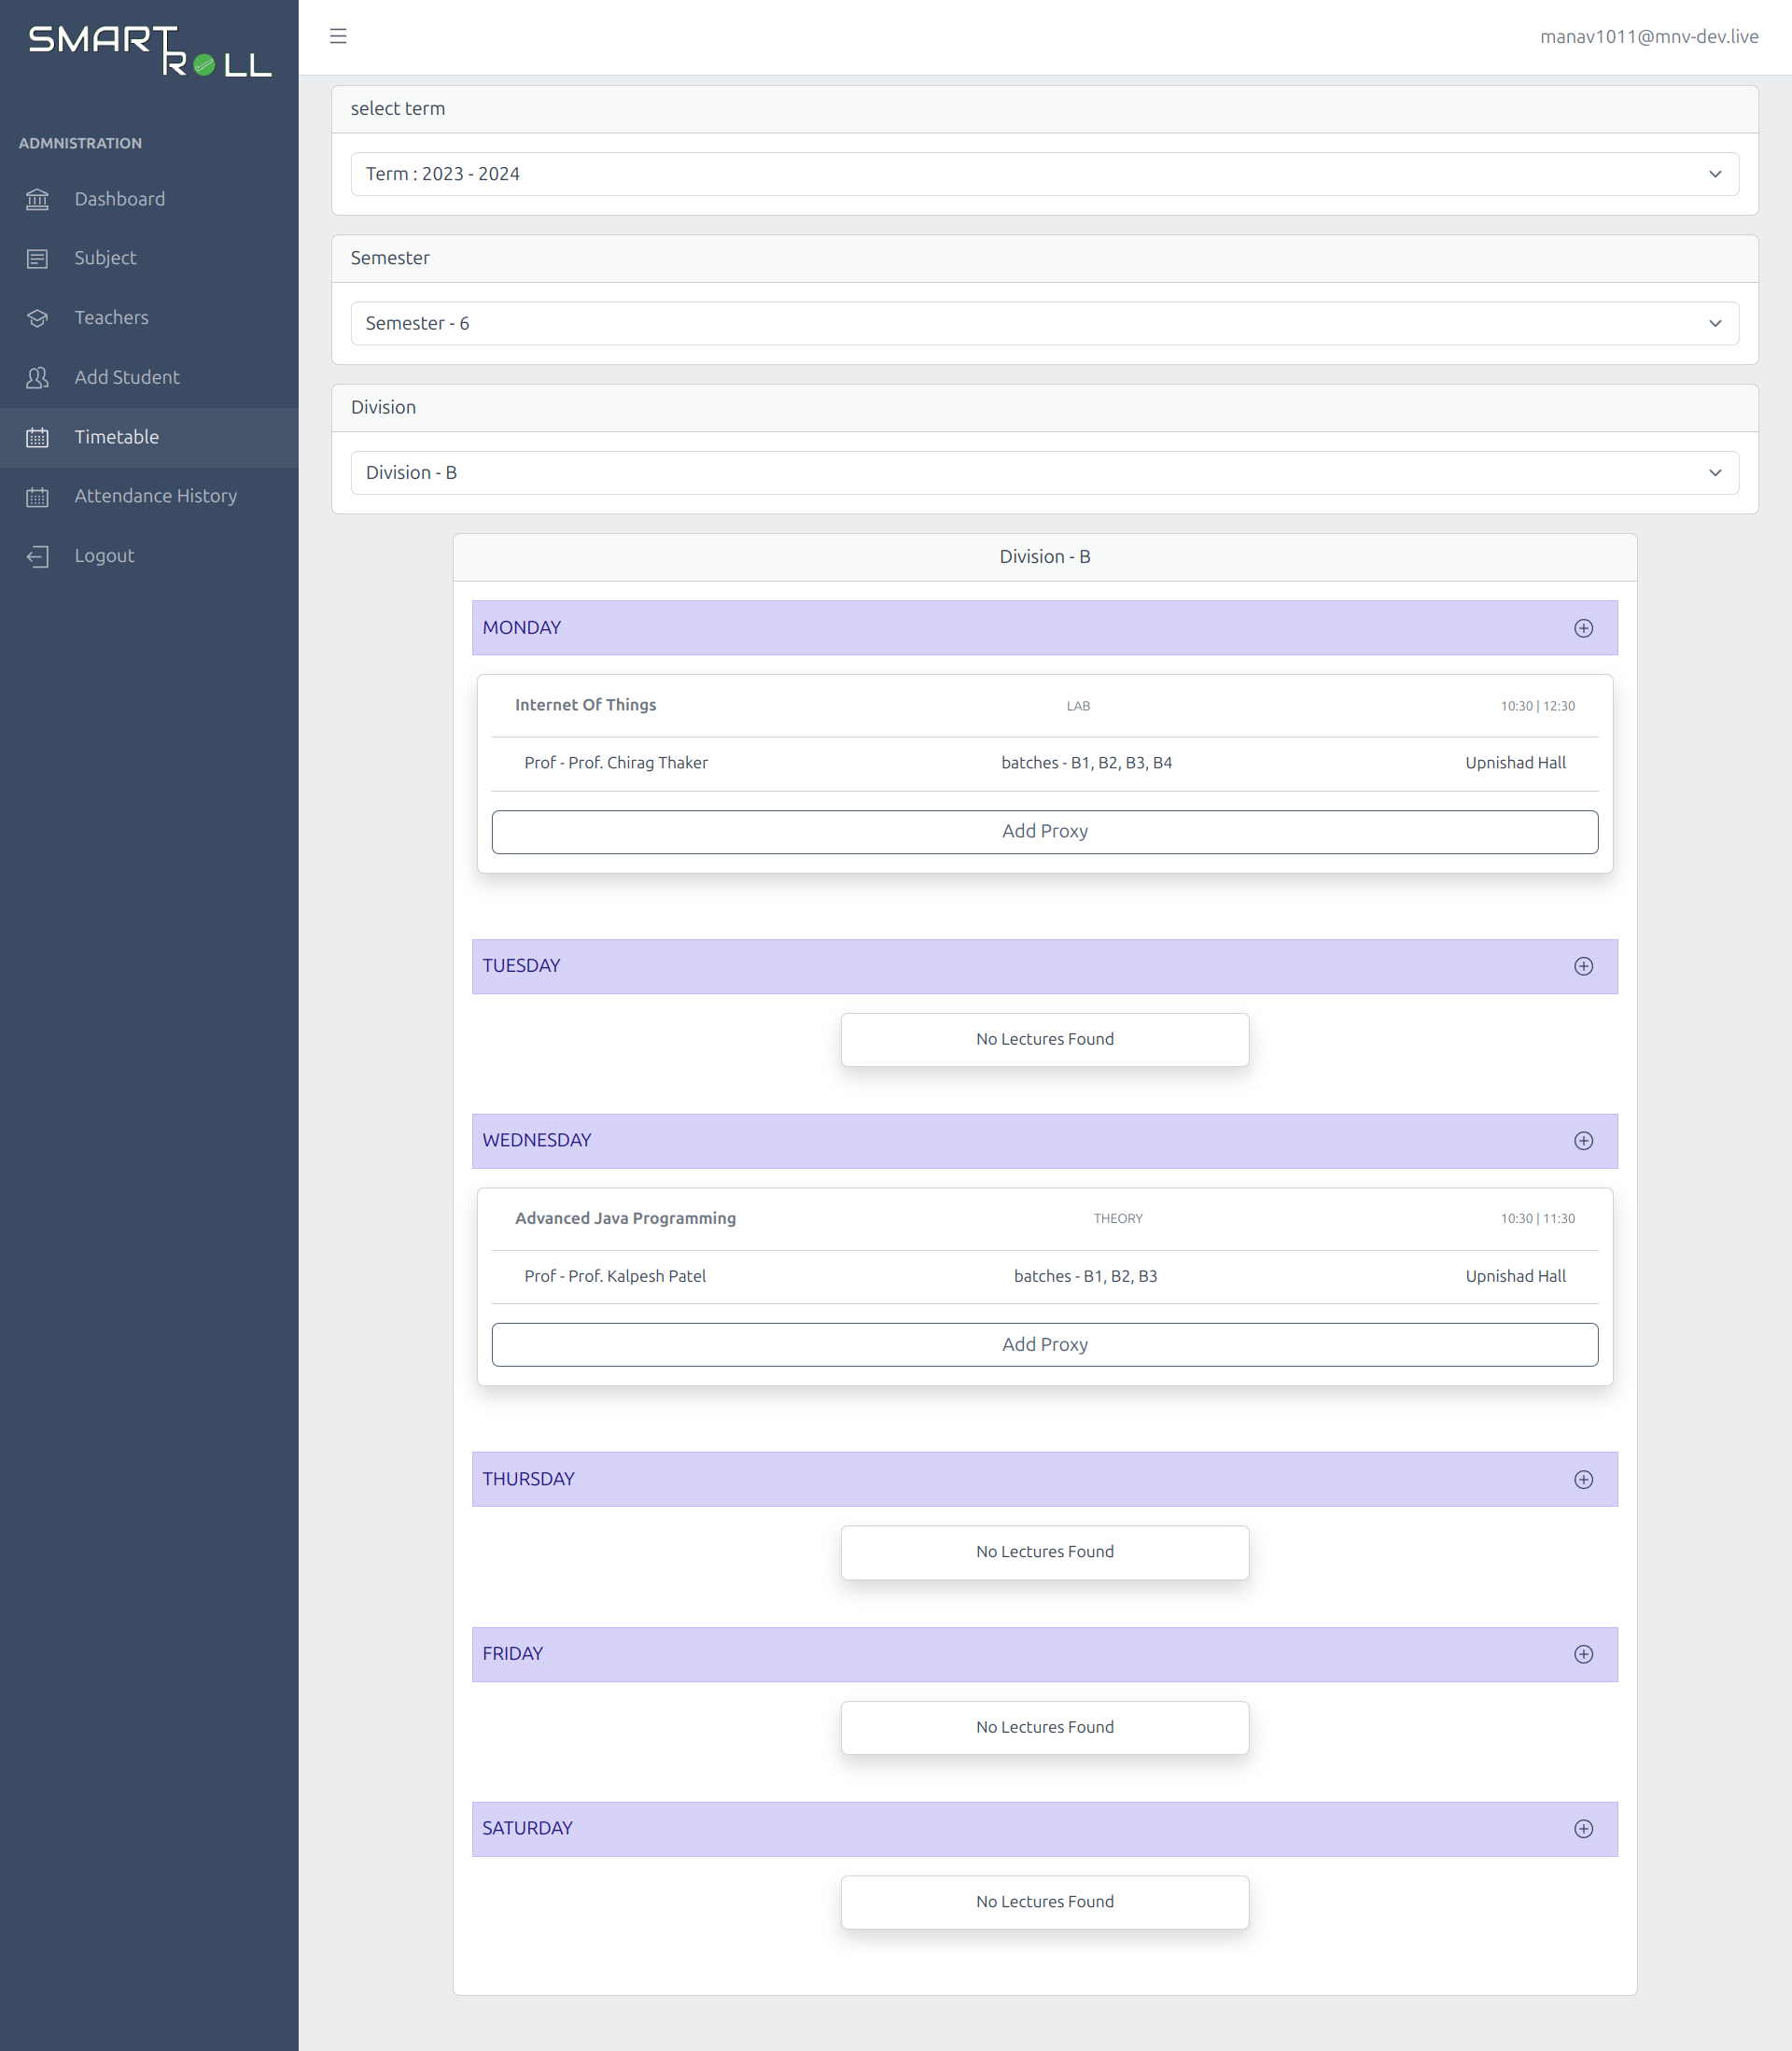 SMART
ROLL
manav1011@mnv-dev.live
ADMNISTRATION
Dashboard
Subject
Teachers
Add Student
Timetable
Attendance History
Logout
select term
Term : 2023 - 2024
Semester
Semester - 6
Division
Division - B
Division - B
MONDAY
Internet Of Things LAB 10:30 | 12:30
Prof - Prof. Chirag Thaker batches - B1, B2, B3, B4 Upnishad Hall
Add Proxy
TUESDAY
No Lectures Found
WEDNESDAY
Advanced Java Programming THEORY 10:30 | 11:30
Prof - Prof. Kalpesh Patel batches - B1, B2, B3 Upnishad Hall
Add Proxy
THURSDAY
No Lectures Found
FRIDAY
No Lectures Found
SATURDAY
No Lectures Found